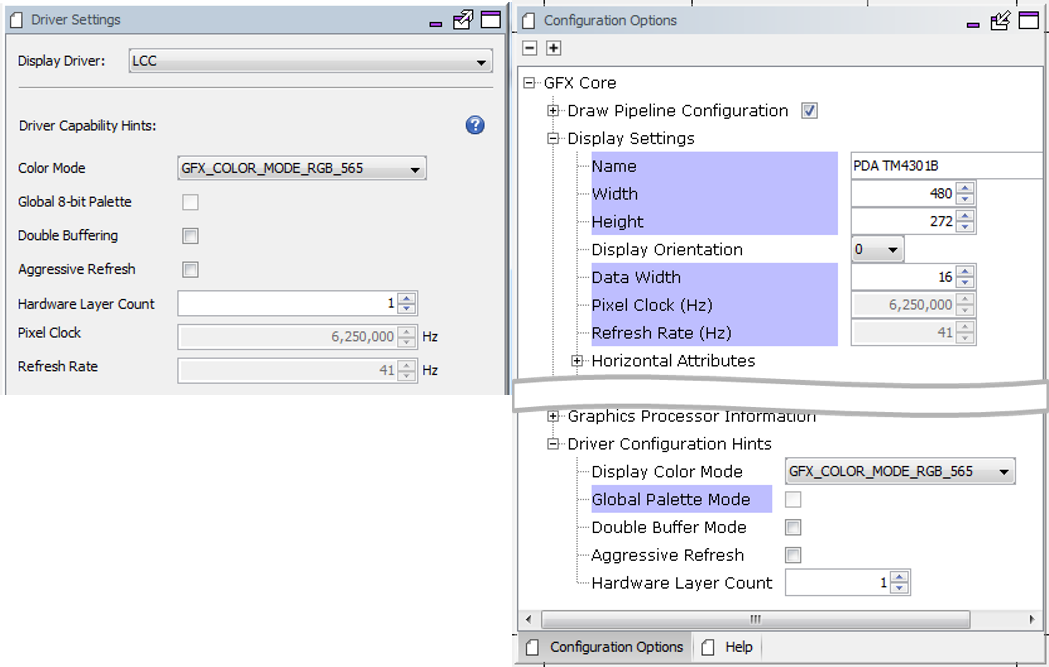 Driver Settings
Display Driver: LCC
Driver Capability Hints:
Color Mode GFX_COLOR_MODE_RGB_565
Global 8-bit Palette
Double Buffering
Aggressive Refresh
Hardware Layer Count 1
Pixel Clock 6,250,000 Hz
Refresh Rate 41 Hz
Configuration Options
GFX Core
Draw Pipeline Configuration
Display Settings
Name PDA TM4301B
Width 480
Height 272
Display Orientation 0
Data Width 16
Pixel Clock (Hz) 6,250,000
Refresh Rate (Hz) 41
Horizontal Attributes
Graphics Processor Information
Driver Configuration Hints
Display Color Mode GFX_COLOR_MODE_RGB_565
Global Palette Mode
Double Buffer Mode
Aggressive Refresh
Hardware Layer Count 1
Configuration Options Help